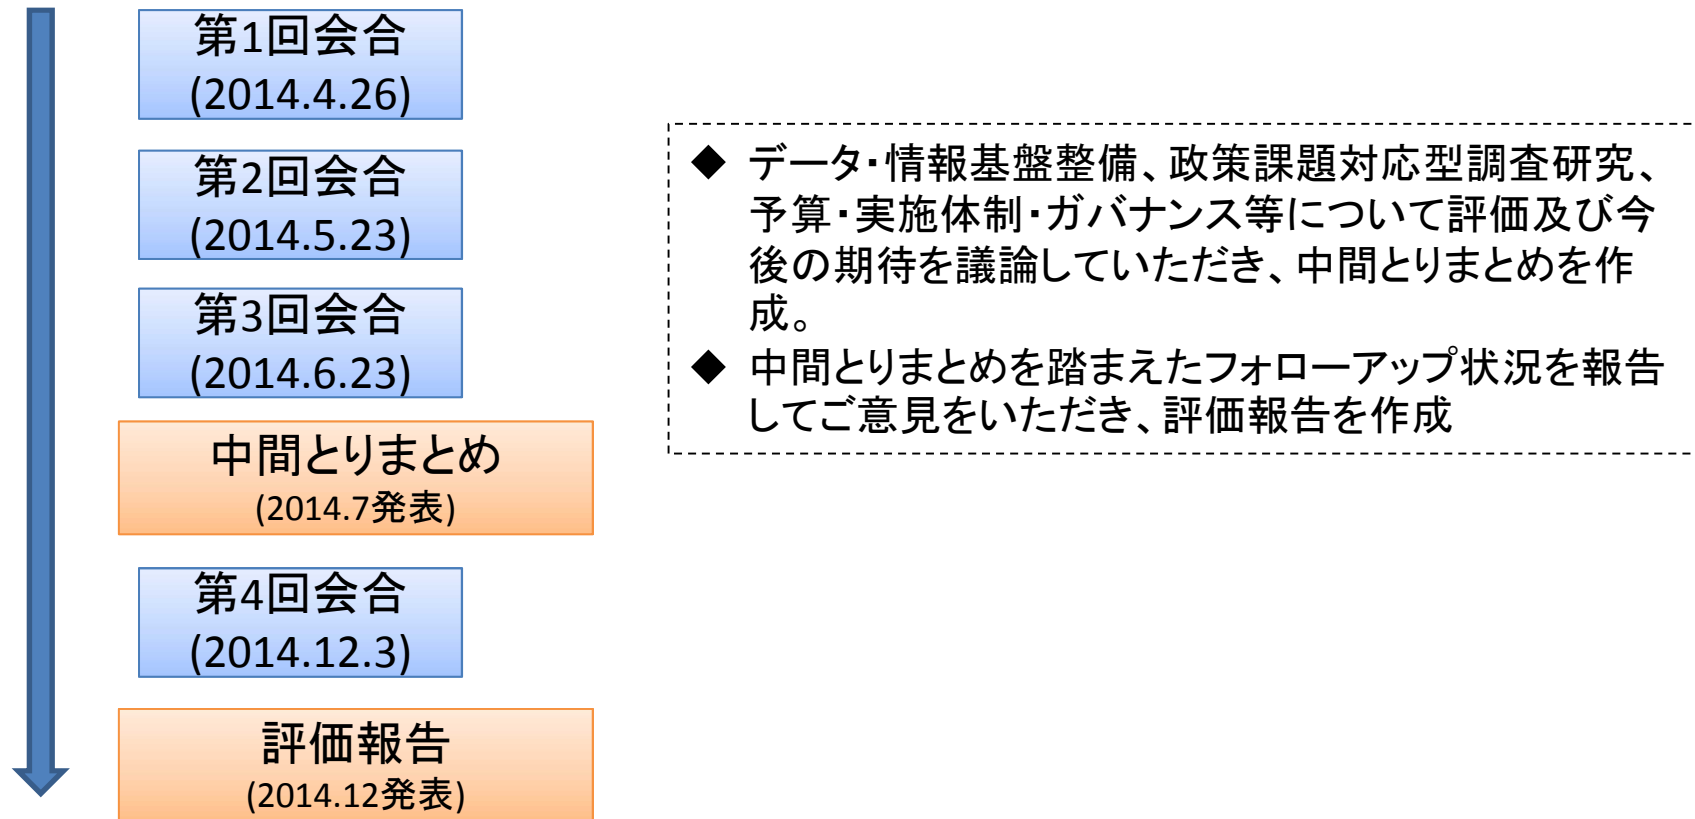 第1回会合
(2014.4.26)
第2回会合
(2014.5.23)
第3回会合
(2014.6.23)
中間とりまとめ
(2014.7発表)
第4回会合
(2014.12.3)
評価報告
(2014.12発表)
◆ データ・情報基盤整備、政策課題対応型調査研究、
予算・実施体制・ガバナンス等について評価及び今
後の期待を議論していただき、中間とりまとめを作
成。
◆ 中間とりまとめを踏まえたフォローアップ状況を報告
してご意見をいただき、評価報告を作成